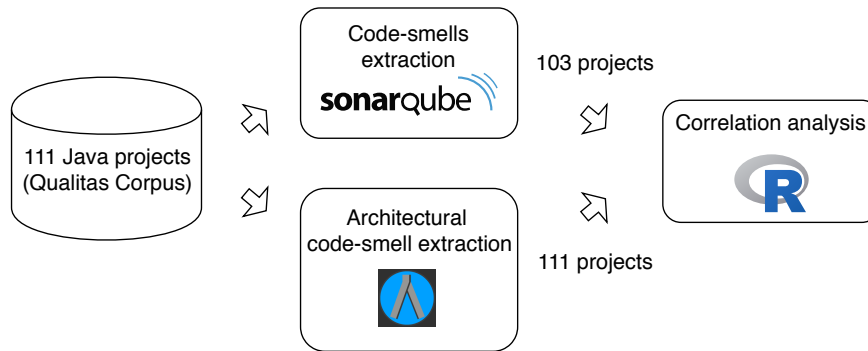 111 Java projects
(Qualitas Corpus)
Code-smells
extraction
sonarqube
103 projects
Architectural
code-smell extraction
111 projects
Correlation analysis
R